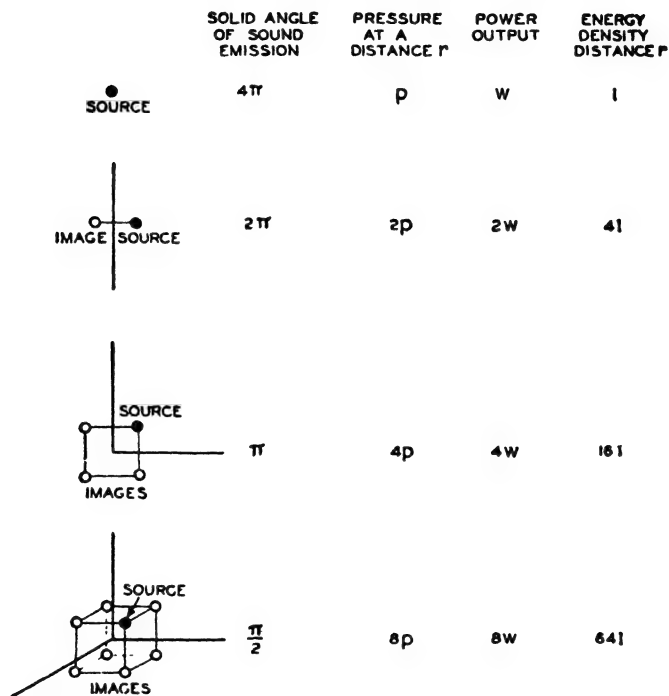 SOLID ANGLE OF SOUND EMISSION PRESSURE AT A DISTANCE r POWER OUTPUT ENERGY DENSITY DISTANCE r
SOURCE 4π p w I
IMAGE SOURCE 2π 2p 2w 4I
SOURCE
π 4p 4w 16I
IMAGES
SOURCE
π/2 8p 8w 64I
IMAGES